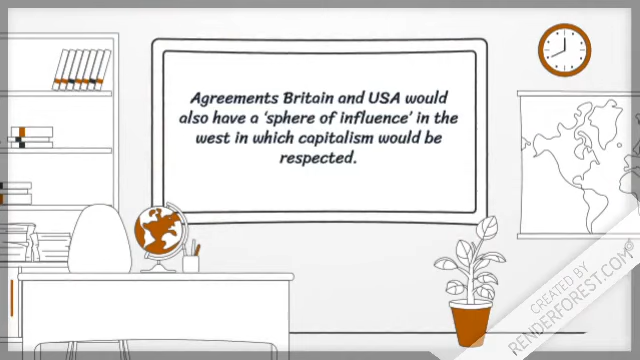 Agreements Britain and USA would
also have a ‘sphere of influence’ in the
west in which capitalism would be
respected.
CREATED BY
RENDERFOREST.COM